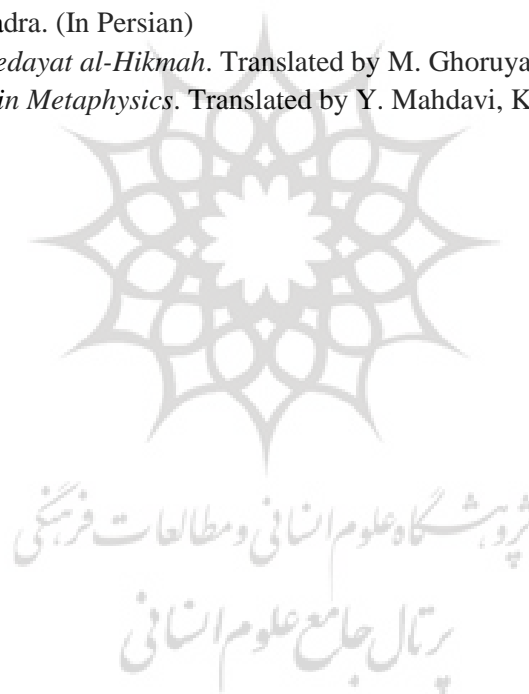 dra. (In Persian)
edayat al-Hikmah. Translated by M. Ghoruya
in Metaphysics. Translated by Y. Mahdavi, K
پژوهشگاه علوم انسانی و مطالعات فرهنگی
پرتال جامع علوم انسانی